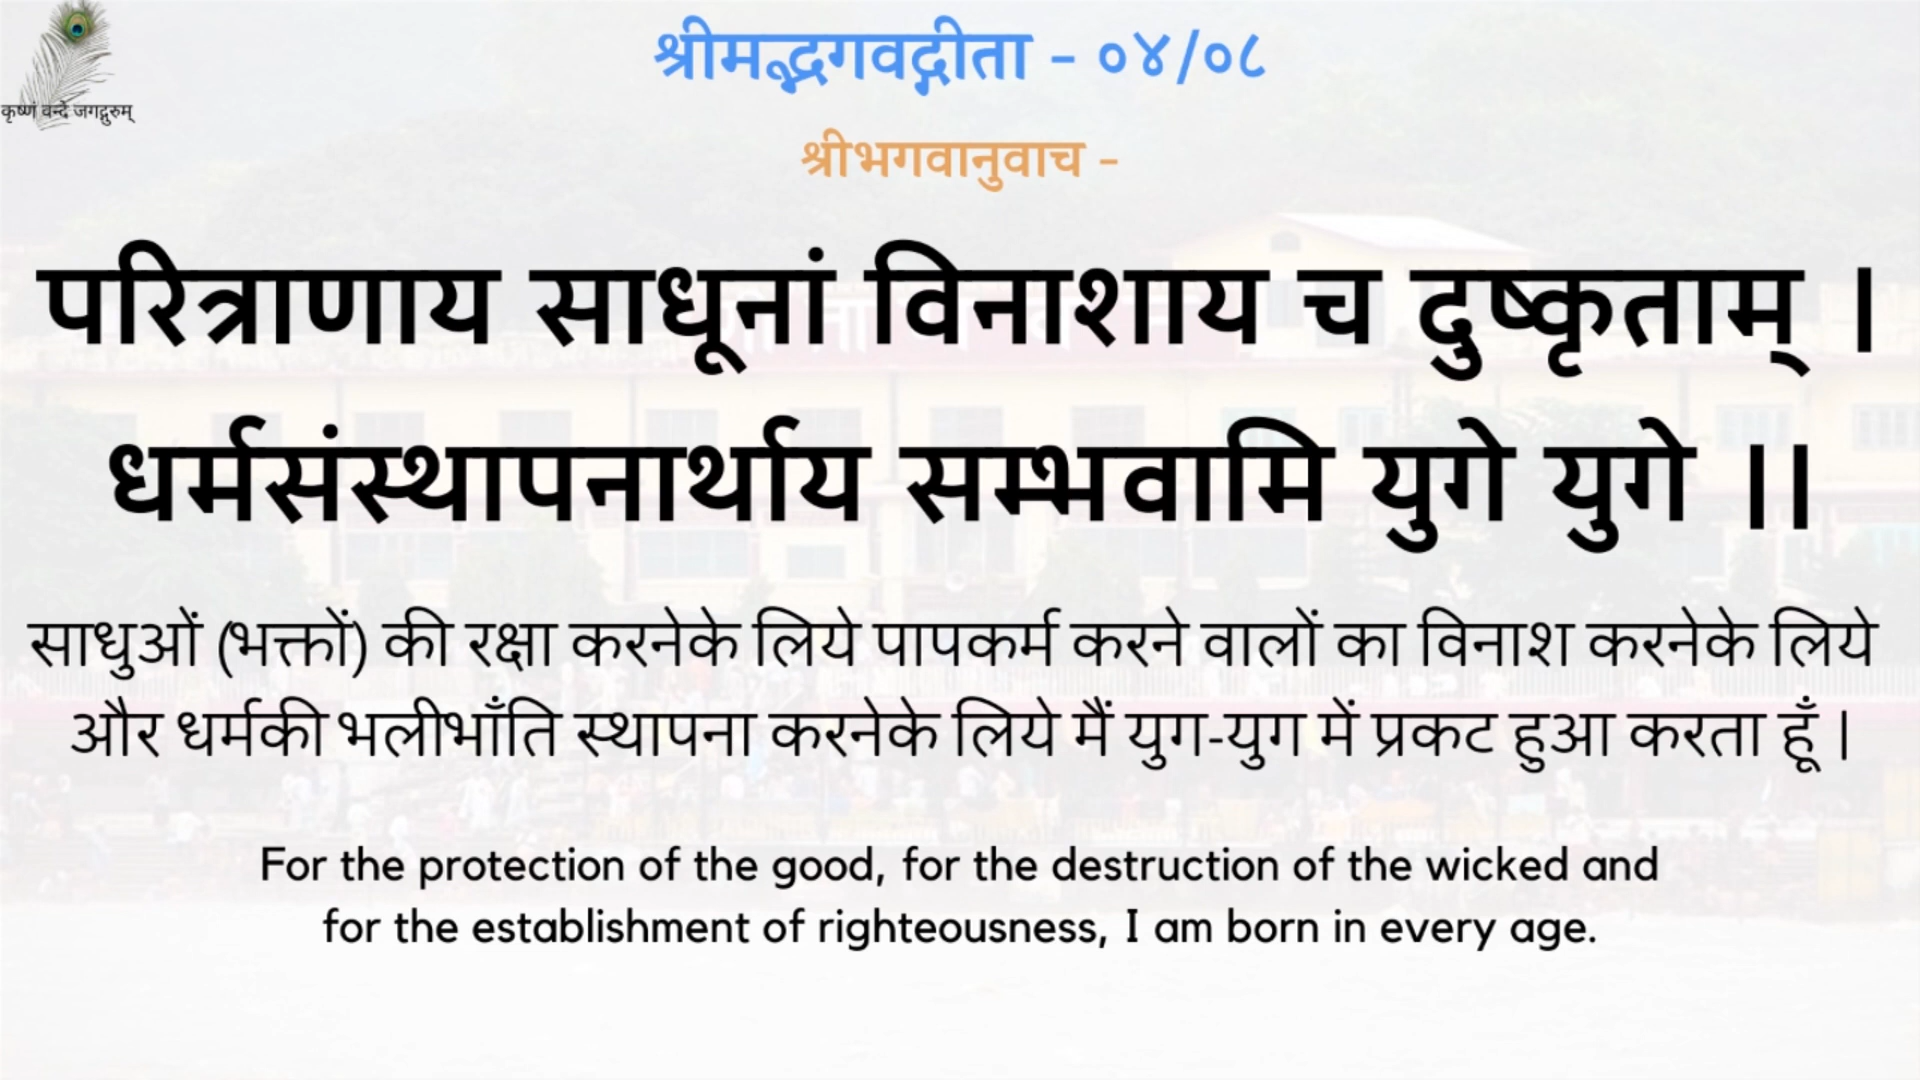 कृष्णं वन्दे जगद्गुरुम्
श्रीमद्भगवद्गीता - ०४/०८
श्रीभगवानुवाच -
परित्राणाय साधूनां विनाशाय च दुष्कृताम् ।
धर्मसंस्थापनार्थाय सम्भवामि युगे युगे ।।
साधुओं (भक्तों) की रक्षा करनेके लिये पापकर्म करने वालों का विनाश करनेके लिये
और धर्मकी भलीभाँति स्थापना करनेके लिये मैं युग-युग में प्रकट हुआ करता हूँ ।
For the protection of the good, for the destruction of the wicked and
for the establishment of righteousness, I am born in every age.